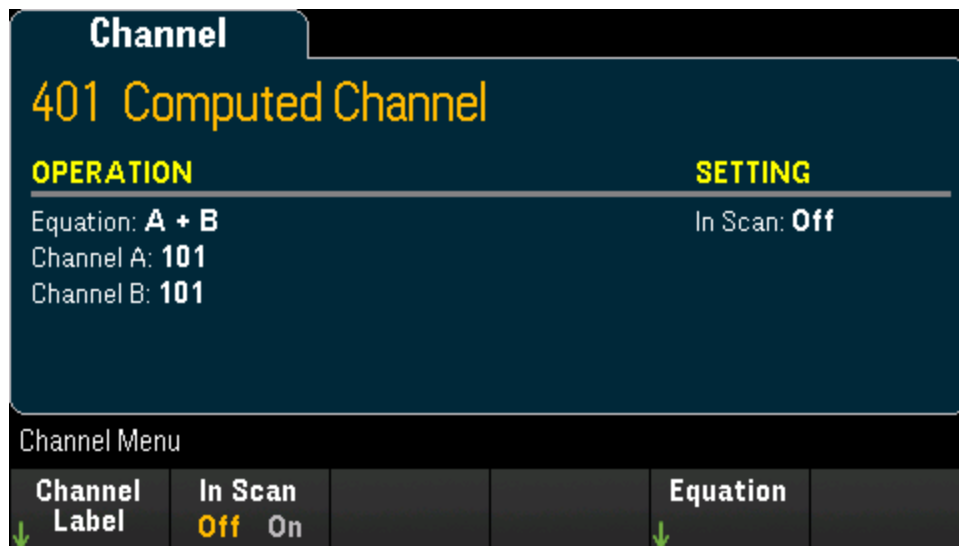 Channel
401 Computed Channel
OPERATION SETTING
Equation: A + B In Scan: Off
Channel A: 101
Channel B: 101
Channel Menu
Channel In Scan Equation
Label Off On